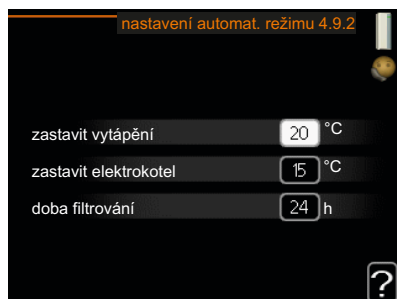 nastavení automat. režimu 4.9.2
zastavit vytápění 20 °C
zastavit elektrokotel 15 °C
doba filtrování 24 h
?